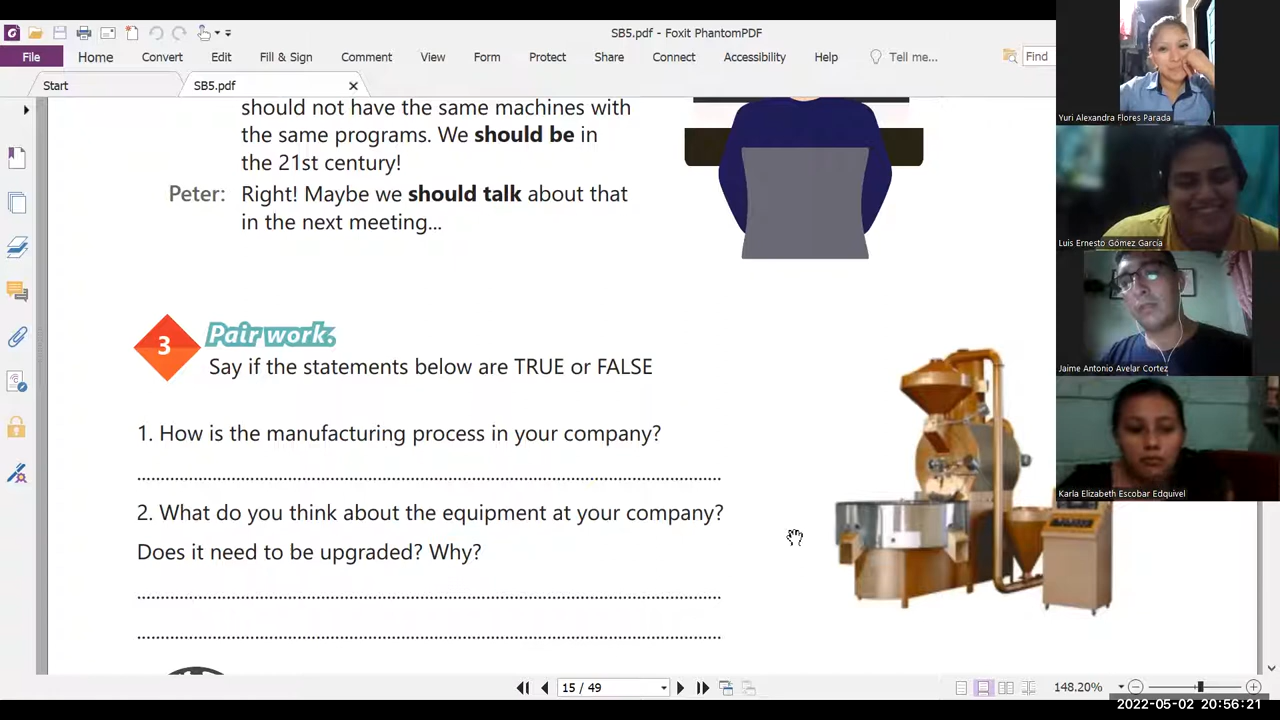 SB5.pdf - Foxit PhantomPDF
File Home Convert Edit Fill & Sign Comment View Form Protect Share Connect Accessibility Help Tell me... Find
Start SB5.pdf
should not have the same machines with
the same programs. We should be in
the 21st century!
Peter: Right! Maybe we should talk about that
in the next meeting...
3 Pair work.
Say if the statements below are TRUE or FALSE
1. How is the manufacturing process in your company?
2. What do you think about the equipment at your company?
Does it need to be upgraded? Why?
15 / 49
148.20%
Yuri Alexandra Flores Parada
Luis Ernesto Gómez García
Jaime Antonio Avelar Cortez
Karla Elizabeth Escobar Edquivel
2022-05-02 20:56:21